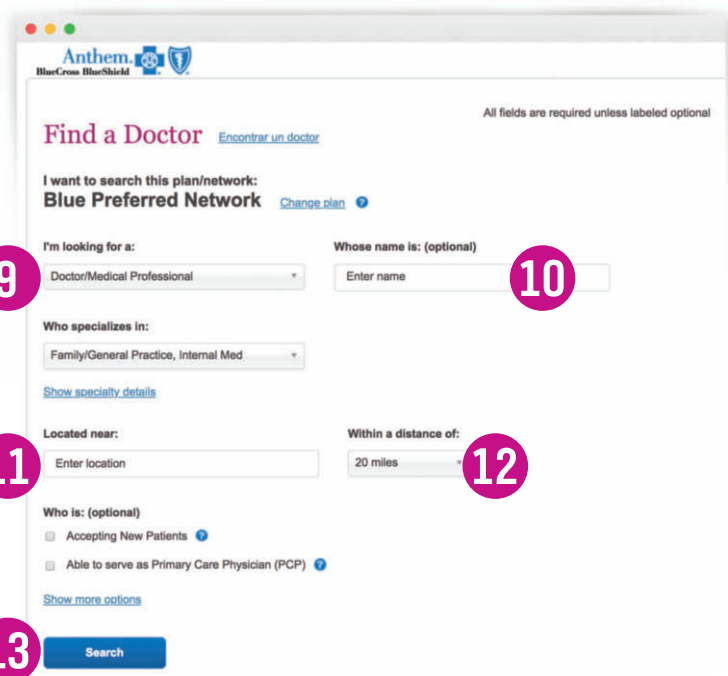 Anthem.
BlueCross BlueShield
All fields are required unless labeled optional
Find a Doctor Encontrar un doctor
I want to search this plan/network:
Blue Preferred Network Change plan ?
I'm looking for a: Whose name is: (optional)
9 Doctor/Medical Professional Enter name 10
Who specializes in:
Family/General Practice, Internal Med
Show specialty details
Located near: Within a distance of:
11 Enter location 20 miles 12
Who is: (optional)
Accepting New Patients ?
Able to serve as Primary Care Physician (PCP) ?
Show more options
13 Search